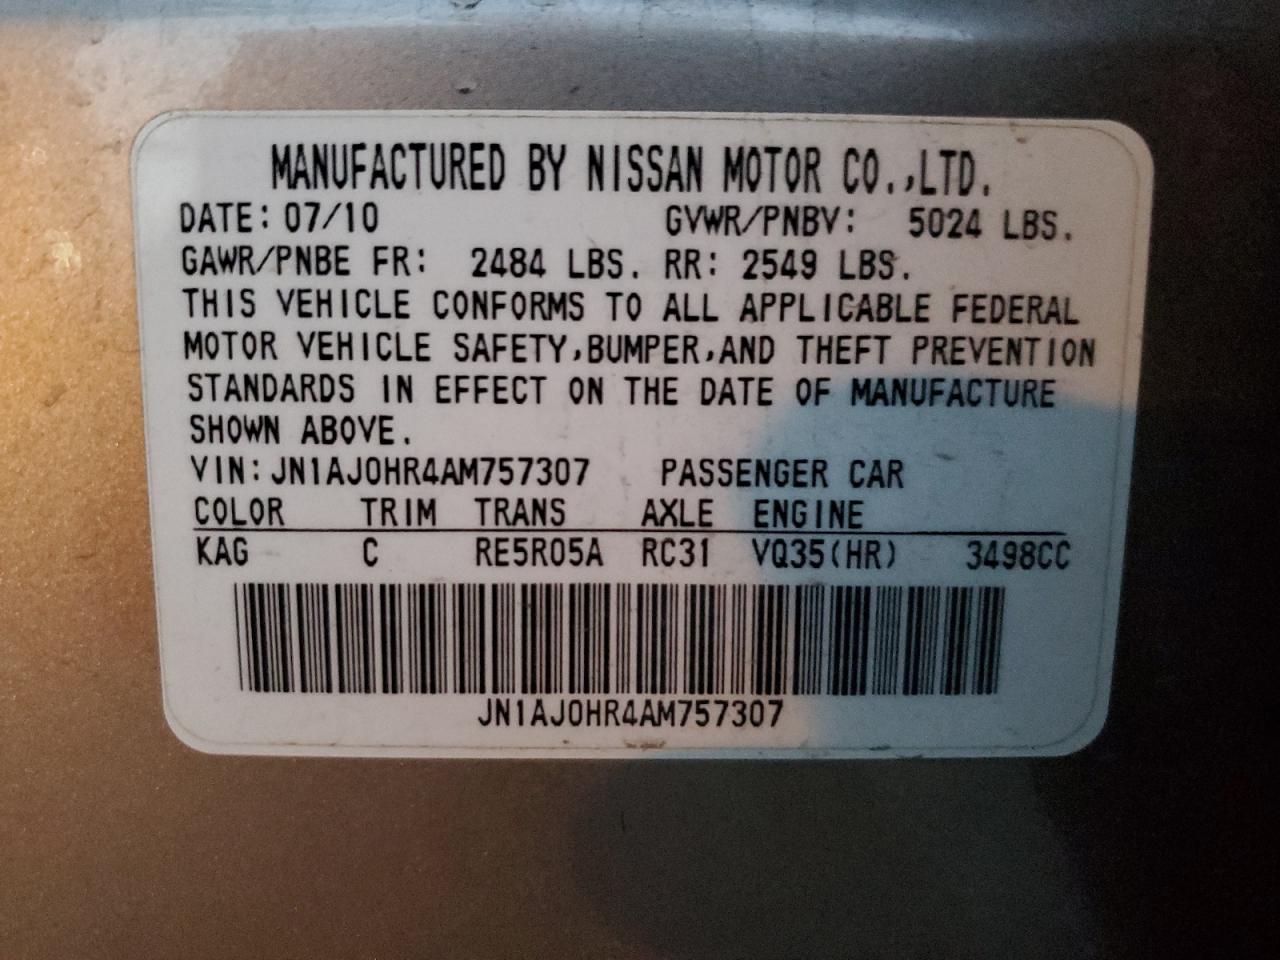 MANUFACTURED BY NISSAN MOTOR CO.,LTD.
DATE: 07/10 GVWR/PNBV: 5024 LBS.
GAWR/PNBE FR: 2484 LBS. RR: 2549 LBS.
THIS VEHICLE CONFORMS TO ALL APPLICABLE FEDERAL
MOTOR VEHICLE SAFETY,BUMPER,AND THEFT PREVENTION
STANDARDS IN EFFECT ON THE DATE OF MANUFACTURE
SHOWN ABOVE.
VIN: JN1AJ0HR4AM757307 PASSENGER CAR
COLOR TRIM TRANS AXLE ENGINE
KAG C RE5R05A RC31 VQ35(HR) 3498CC
JN1AJ0HR4AM757307